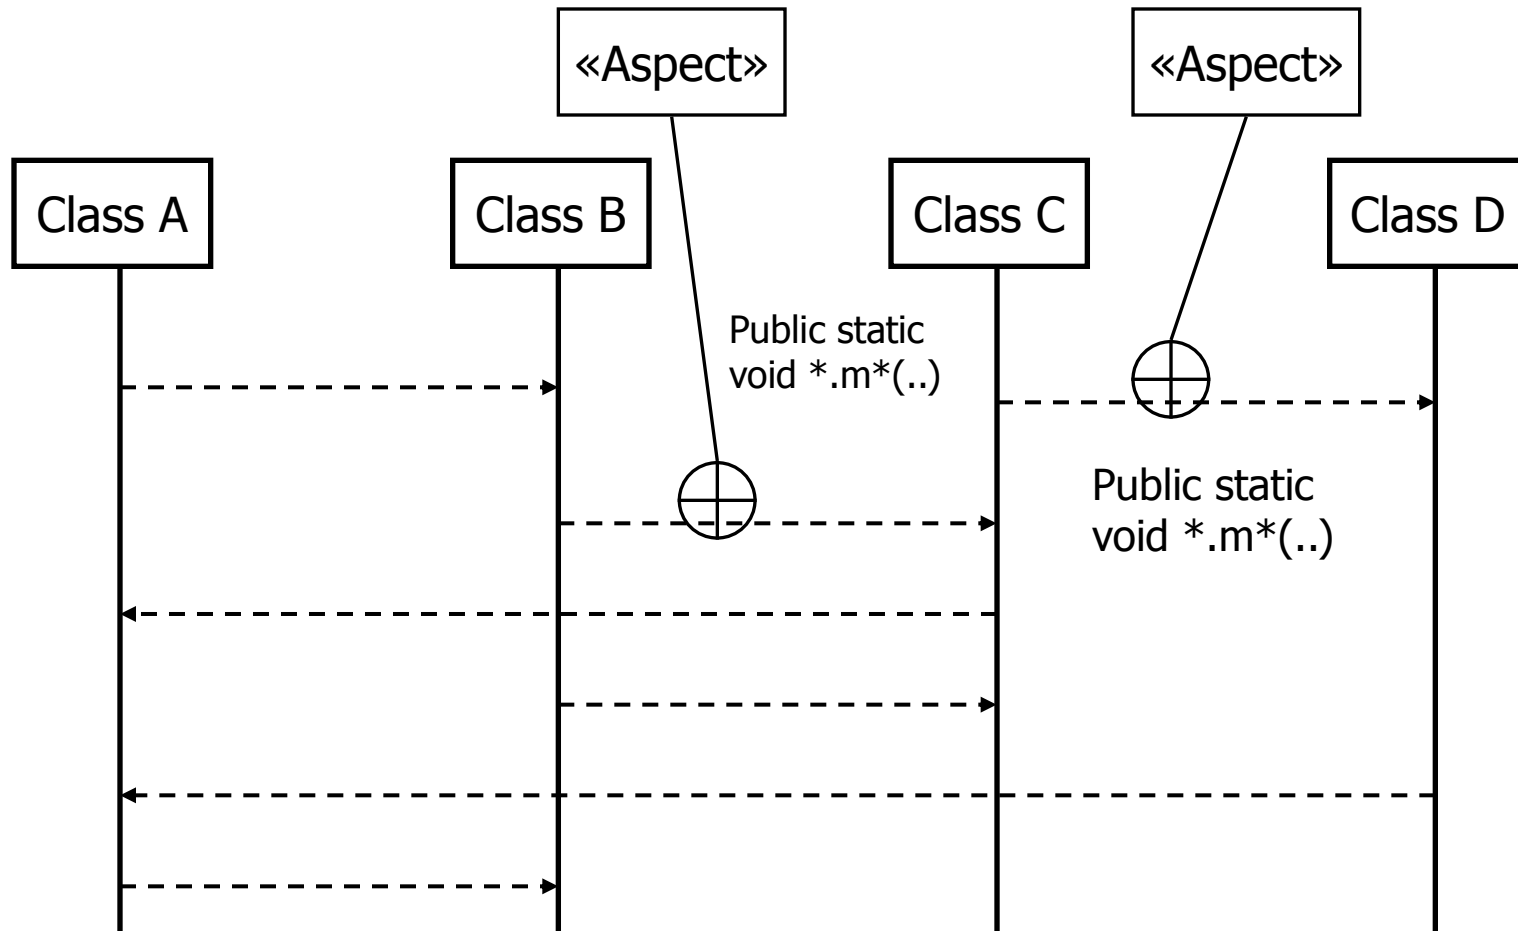 «Aspect»
«Aspect»
Class A
Class B
Class C
Class D
Public static
void *.m*(..)
Public static
void *.m*(..)